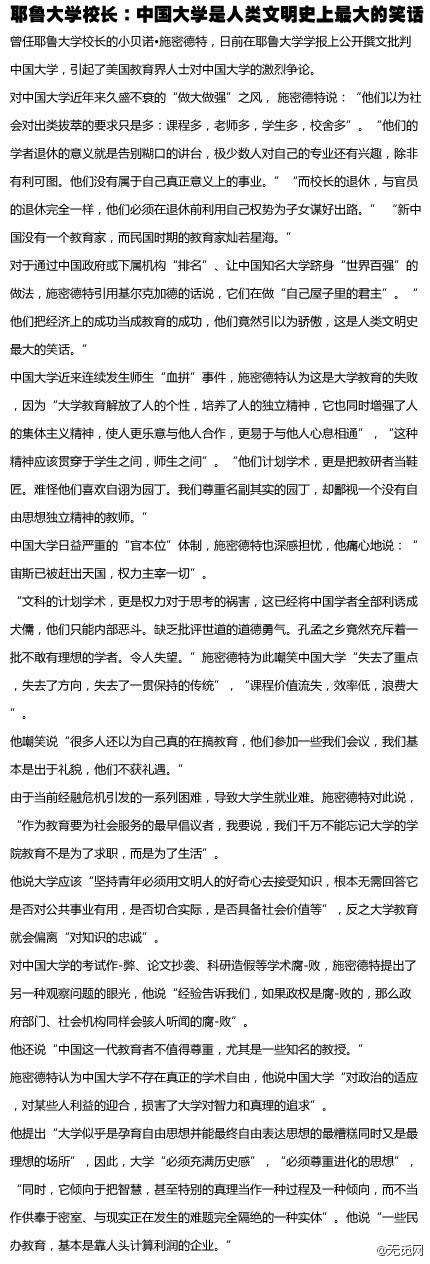 耶鲁大学校长：中国大学是人类文明史上最大的笑话
曾任耶鲁大学校长的小贝诺·施密德特，日前在耶鲁大学学报上公开撰文批判
中国大学，引起了美国教育界人士对中国大学的激烈争论。
对中国大学近年来久盛不衰的“做大做强”之风， 施密德特说：“他们以为社
会对出类拔萃的要求只是多：课程多，老师多，学生多，校舍多”。“他们的
学者退休的意义就是告别糊口的讲台，极少数人对自己的专业还有兴趣，除非
有利可图。他们没有属于自己真正意义上的事业。”“而校长的退休，与官员
的退休完全一样，他们必须在退休前利用自己权势为子女谋好出路。”“新中
国没有一个教育家，而民国时期的教育家灿若星海。“
对于通过中国政府或下属机构“排名”、让中国知名大学跻身“世界百强”的
做法，施密德特引用基尔克加德的话说，它们在做“自己屋子里的君主”。“
他们把经济上的成功当成教育的成功，他们竟然引以为骄傲，这是人类文明史
最大的笑话。”
中国大学近来连续发生师生“血拼”事件，施密德特认为这是大学教育的失败
，因为“大学教育解放了人的个性，培养了人的独立精神，它也同时增强了人
的集体主义精神，使人更乐意与他人合作，更易于与他人心息相通”，“这种
精神应该贯穿于学生之间，师生之间”。“他们计划学术，更是把教研者当鞋
匠。难怪他们喜欢自诩为园丁。我们尊重名副其实的园丁，却鄙视一个没有自
由思想独立精神的教师。“
中国大学日益严重的“官本位”体制，施密德特也深感担忧，他痛心地说：“
宙斯已被赶出天国，权力主宰一切”。
“文科的计划学术，更是权力对于思考的祸害，这已经将中国学者全部利诱成
犬儒，他们只能内部恶斗。缺乏批评世道的道德勇气。孔孟之乡竟然充斥着一
批不敢有理想的学者。令人失望。”施密德特为此嘲笑中国大学“失去了重点
，失去了方向，失去了一贯保持的传统”，“课程价值流失，效率低，浪费大
”。
他嘲笑说“很多人还以为自己真的在搞教育，他们参加一些我们会议，我们基
本是出于礼貌，他们不获礼遇。“
由于当前经融危机引发的一系列困难，导致大学生就业难。施密德特对此说，
“作为教育要为社会服务的最早倡议者，我要说，我们千万不能忘记大学的学
院教育不是为了求职，而是为了生活”。
他说大学应该“坚持青年必须用文明人的好奇心去接受知识，根本无需回答它
是否对公共事业有用，是否切合实际，是否具备社会价值等”，反之大学教育
就会偏离“对知识的忠诚”。
对中国大学的考试作-弊、论文抄袭、科研造假等学术腐-败，施密德特提出了
另一种观察问题的眼光，他说“经验告诉我们，如果政权是腐-败的，那么政
府部门、社会机构同样会骇人听闻的腐-败”。
他还说“中国这一代教育者不值得尊重，尤其是一些知名的教授。“
施密德特认为中国大学不存在真正的学术自由，他说中国大学“对政治的适应
，对某些人利益的迎合，损害了大学对智力和真理的追求”。
他提出“大学似乎是孕育自由思想并能最终自由表达思想的最糟糕同时又是最
理想的场所”，因此，大学“必须充满历史感”，“必须尊重进化的思想”，
“同时，它倾向于把智慧，甚至特别的真理当作一种过程及一种倾向，而不当
作供奉于密室、与现实正在发生的难题完全隔绝的一种实体”。他说“一些民
办教育，基本是靠人头计算利润的企业。“
@无觅网